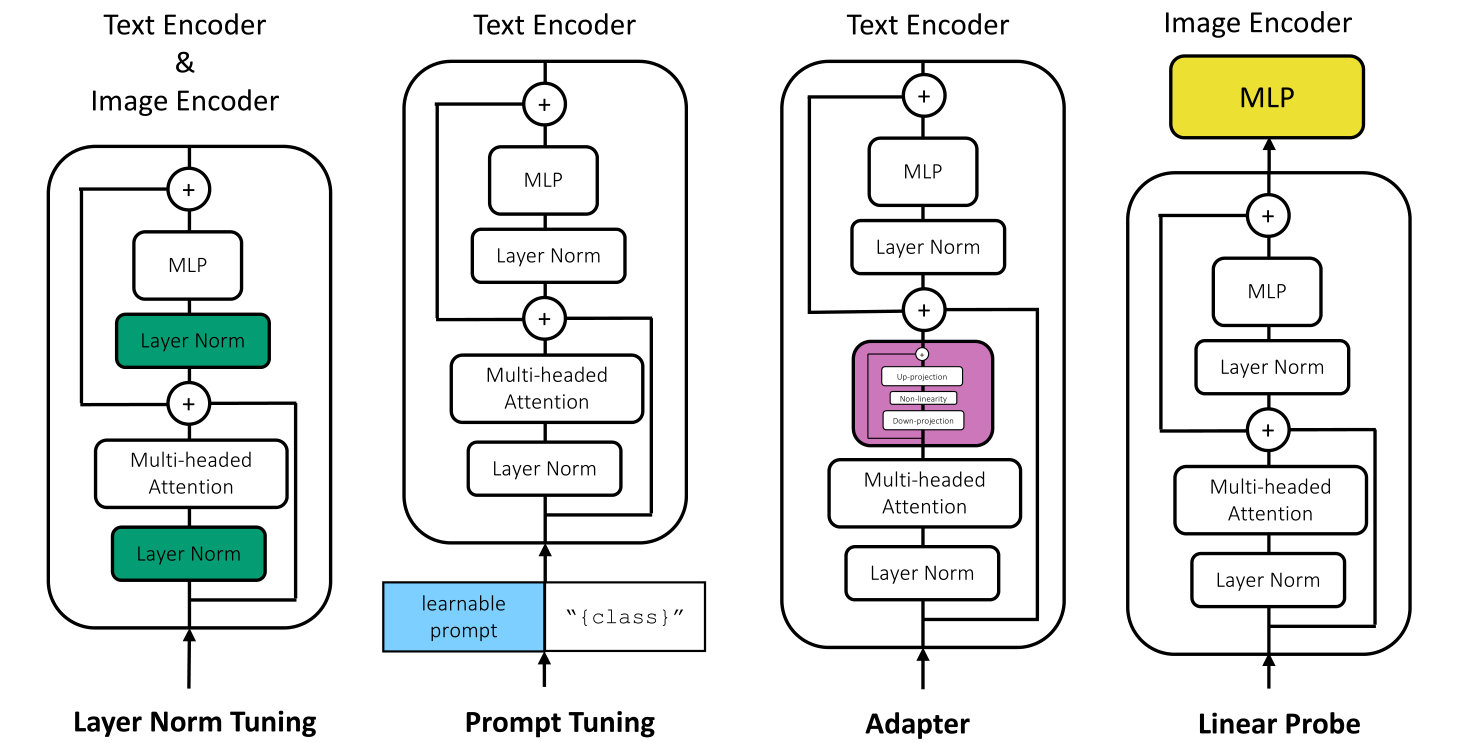 Text Encoder
&
Image Encoder
+
MLP
Layer Norm
+
Multi-headed
Attention
Layer Norm
Layer Norm Tuning
Text Encoder
+
MLP
Layer Norm
+
Multi-headed
Attention
Layer Norm
learnable
prompt
“{class}”
Prompt Tuning
Text Encoder
+
MLP
Layer Norm
+
+
Up-projection
Non-linearity
Down-projection
Multi-headed
Attention
Layer Norm
Adapter
Image Encoder
MLP
+
MLP
Layer Norm
+
Multi-headed
Attention
Layer Norm
Linear Probe